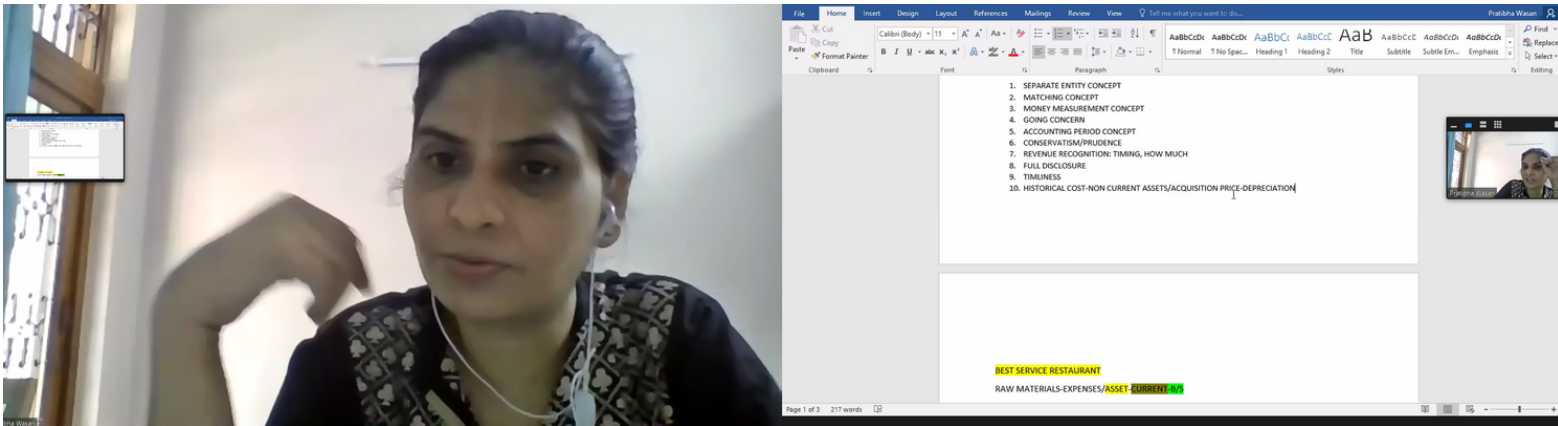 File Home Insert Design Layout References Mailings Review View Tell me what you want to do... Pratibha Wasan
Cut
Copy
Paste
Format Painter
Clipboard
Calibri (Body) 11
Font
Paragraph
AaBbCcDc AaBbCcDc AaBbCc AaBbCcC AaB AaBbCcC AaBbCcDc AaBbCcDc
¶ Normal ¶ No Spac... Heading 1 Heading 2 Title Subtitle Subtle Em... Emphasis
Styles
Find
Replace
Select
Editing
1. SEPARATE ENTITY CONCEPT
2. MATCHING CONCEPT
3. MONEY MEASUREMENT CONCEPT
4. GOING CONCERN
5. ACCOUNTING PERIOD CONCEPT
6. CONSERVATISM/PRUDENCE
7. REVENUE RECOGNITION: TIMING, HOW MUCH
8. FULL DISCLOSURE
9. TIMLINESS
10. HISTORICAL COST-NON CURRENT ASSETS/ACQUISITION PRICE-DEPRECIATION
Pratibha Wasan
BEST SERVICE RESTAURANT
RAW MATERIALS-EXPENSES/ASSET-CURRENT-B/S
Page 1 of 3 217 words
Wasan